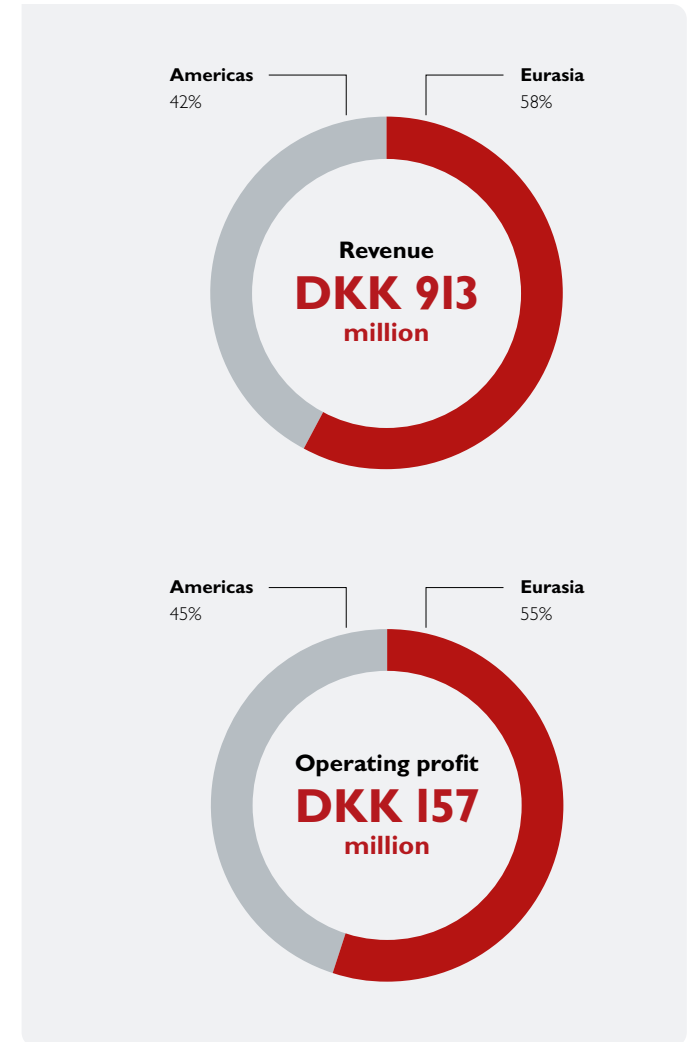 Americas
42%
Eurasia
58%
Revenue
DKK 913
million
Americas
45%
Eurasia
55%
Operating profit
DKK 157
million